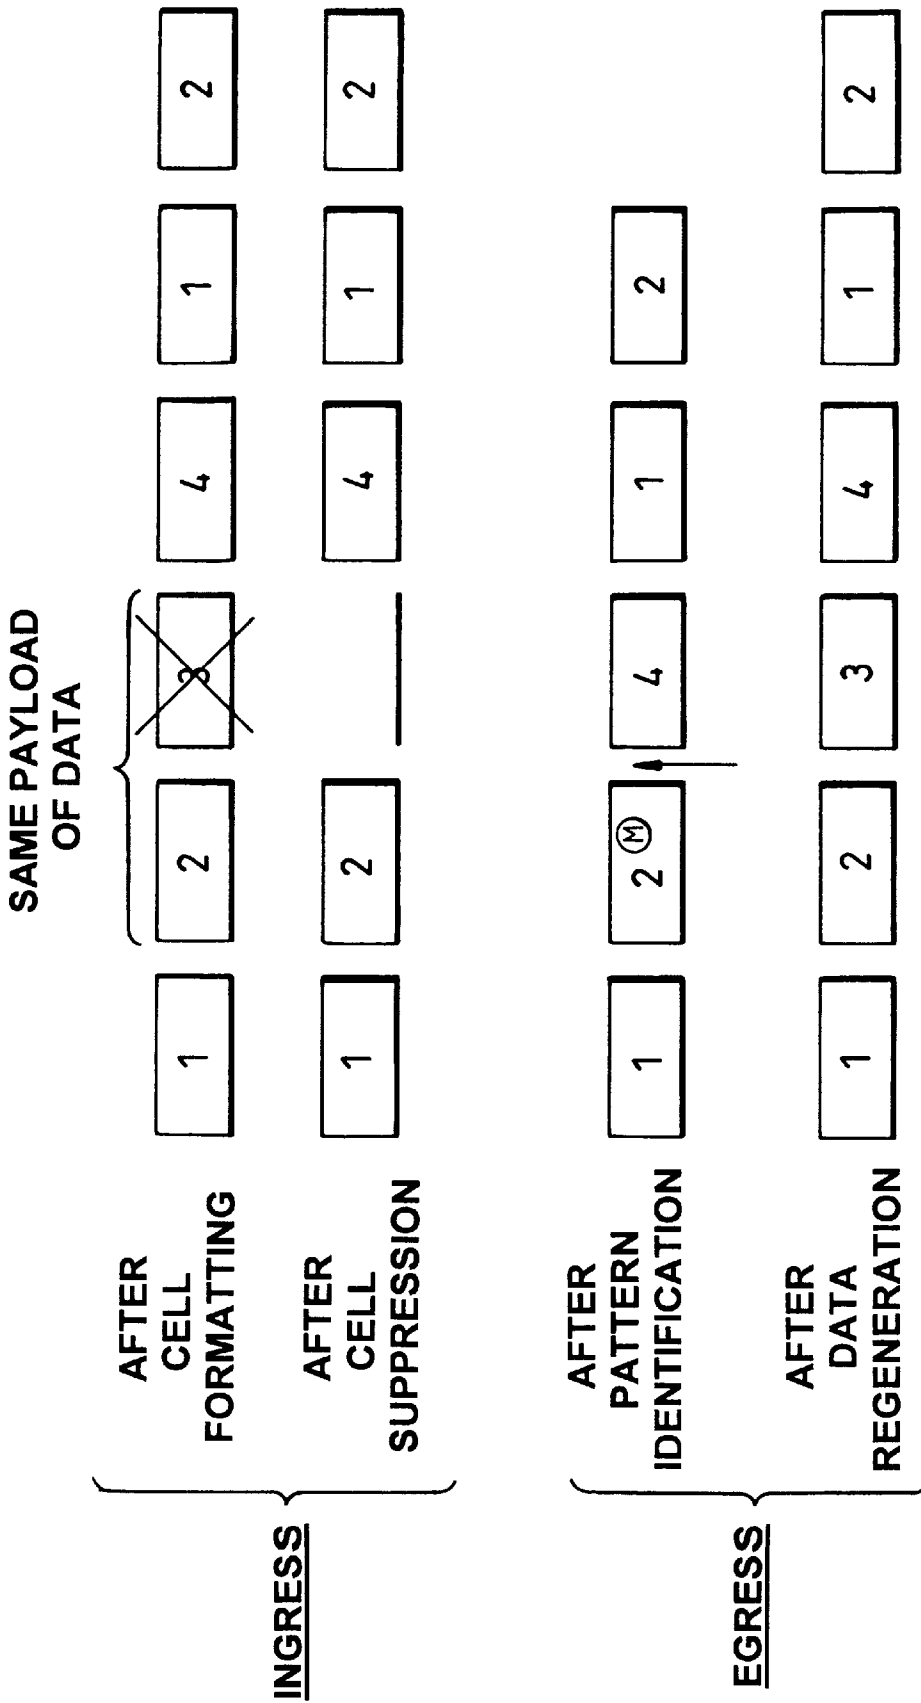 SAME PAYLOAD
OF DATA
INGRESS
AFTER
CELL
FORMATTING
1 2 3 4 1 2
AFTER
CELL
SUPPRESSION
1 2 4 1 2
EGRESS
AFTER
PATTERN
IDENTIFICATION
1 2 M 4 1 2
AFTER
DATA
REGENERATION
1 2 3 4 1 2